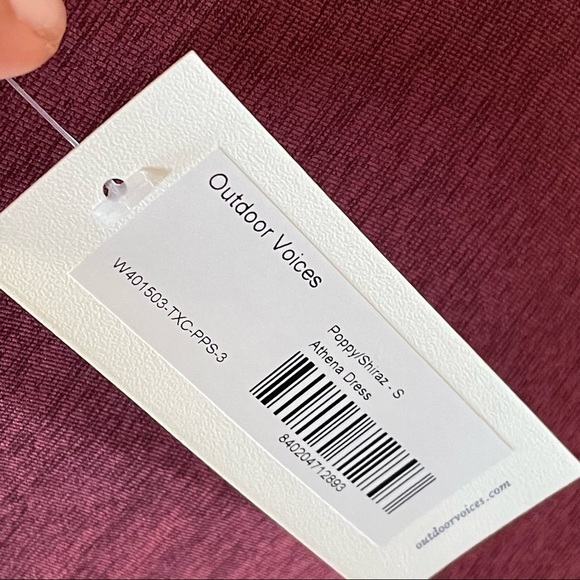 Outdoor Voices
W401503-TXC-PPS-3
Poppy/Shiraz - S
Athena Dress
840204712893
outdoorvoices.com